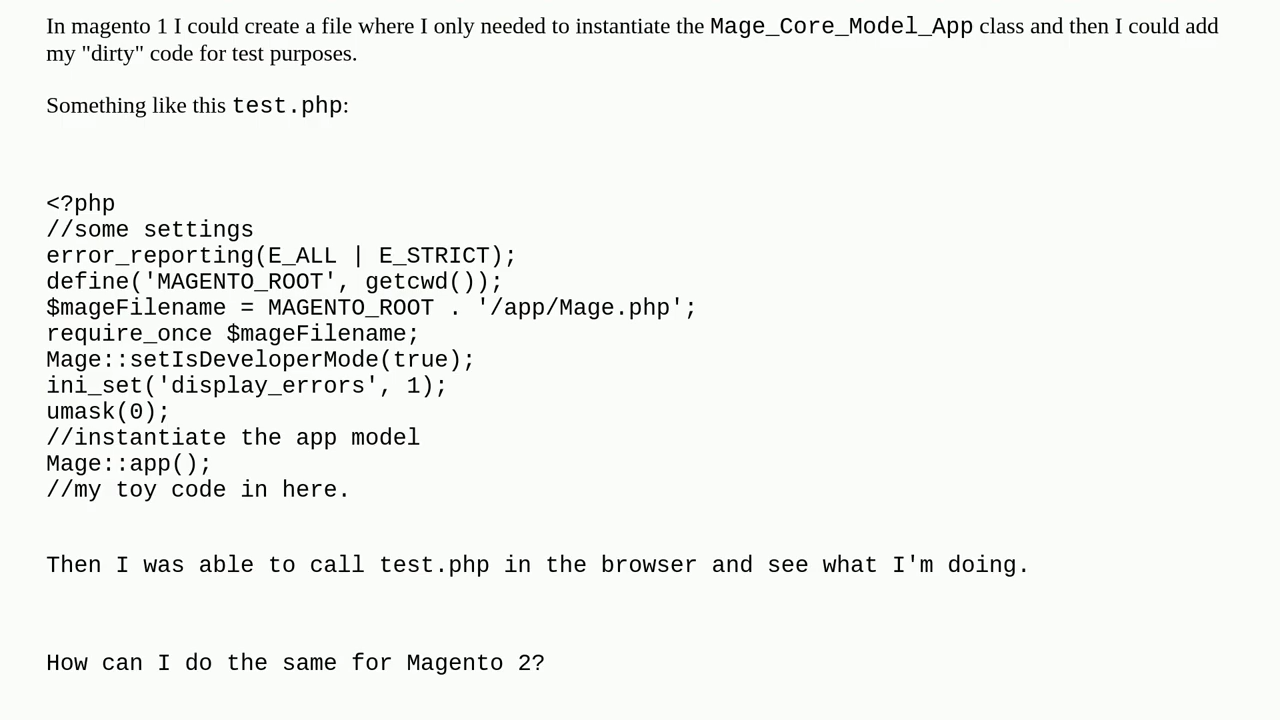 In magento 1 I could create a file where I only needed to instantiate the Mage_Core_Model_App class and then I could add
my "dirty" code for test purposes.
Something like this test.php:
<?php
//some settings
error_reporting(E_ALL | E_STRICT);
define('MAGENTO_ROOT', getcwd());
$mageFilename = MAGENTO_ROOT . '/app/Mage.php';
require_once $mageFilename;
Mage::setIsDeveloperMode(true);
ini_set('display_errors', 1);
umask(0);
//instantiate the app model
Mage::app();
//my toy code in here.
Then I was able to call test.php in the browser and see what I'm doing.
How can I do the same for Magento 2?